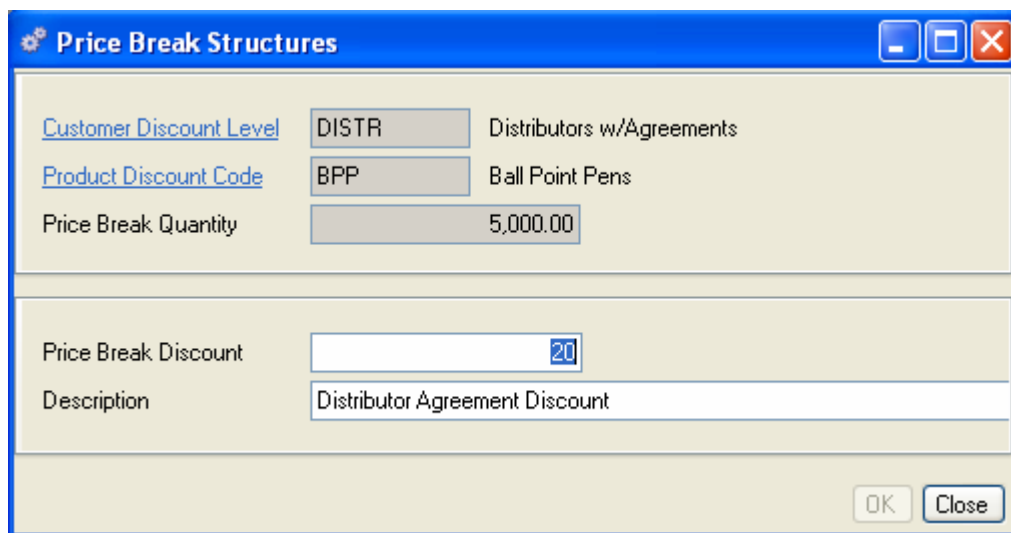 Price Break Structures
Customer Discount Level DISTR Distributors w/Agreements
Product Discount Code BPP Ball Point Pens
Price Break Quantity 5,000.00
Price Break Discount 20
Description Distributor Agreement Discount
OK Close